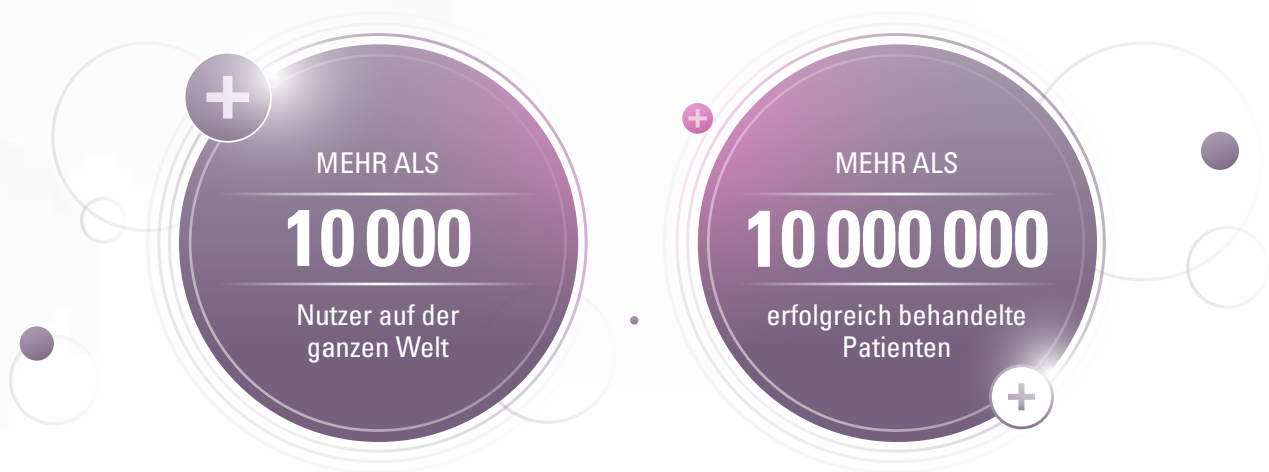 MEHR ALS
10 000
Nutzer auf der
ganzen Welt
MEHR ALS
10 000 000
erfolgreich behandelte
Patienten